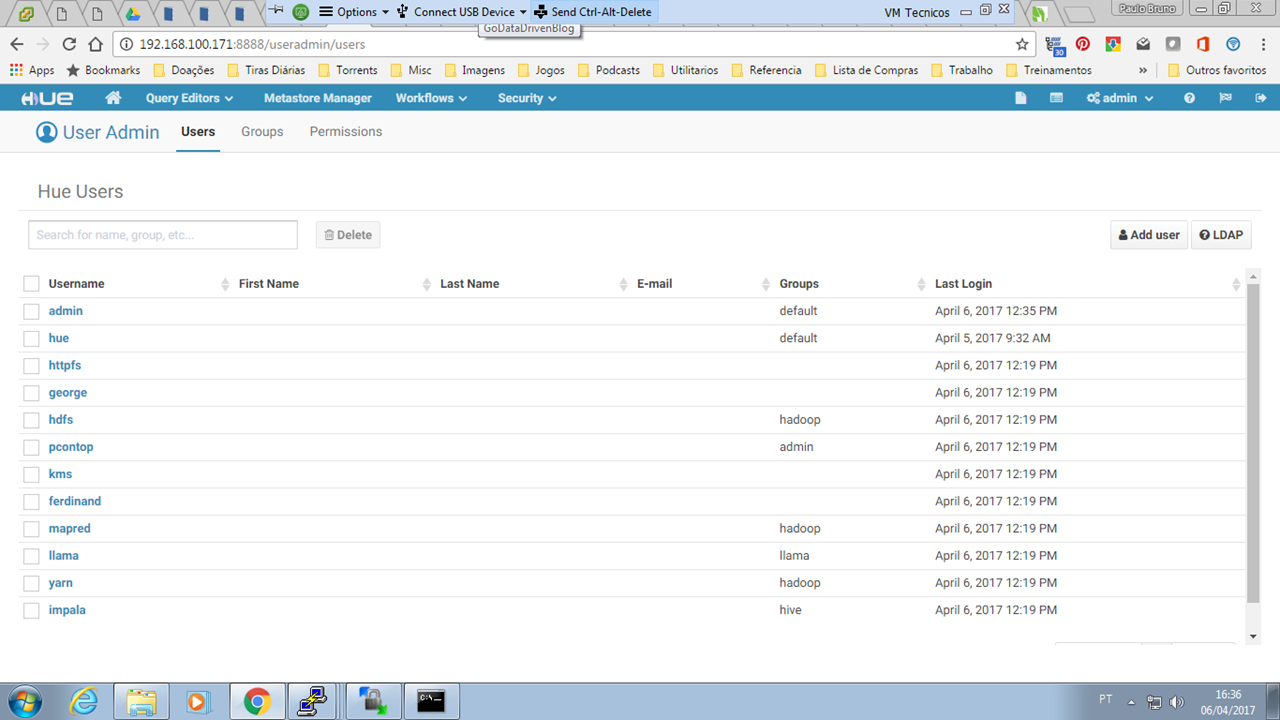 Options Connect USB Device Send Ctrl-Alt-Delete VM Tecnicos Paulo Bruno
GoDataDrivenBlog
192.168.100.171:8888/useradmin/users
30
Apps Bookmarks Doações Tiras Diárias Torrents Misc Imagens Jogos Podcasts Utilitarios Referencia Lista de Compras Trabalho Treinamentos » Outros favoritos
HUE Query Editors Metastore Manager Workflows Security admin
User Admin Users Groups Permissions
Hue Users
Search for name, group, etc... Delete Add user LDAP
Username First Name Last Name E-mail Groups Last Login
admin default April 6, 2017 12:35 PM
hue default April 5, 2017 9:32 AM
httpfs April 6, 2017 12:19 PM
george April 6, 2017 12:19 PM
hdfs hadoop April 6, 2017 12:19 PM
pcontop admin April 6, 2017 12:19 PM
kms April 6, 2017 12:19 PM
ferdinand April 6, 2017 12:19 PM
mapred hadoop April 6, 2017 12:19 PM
llama llama April 6, 2017 12:19 PM
yarn hadoop April 6, 2017 12:19 PM
impala hive April 6, 2017 12:19 PM
PT 16:36
06/04/2017